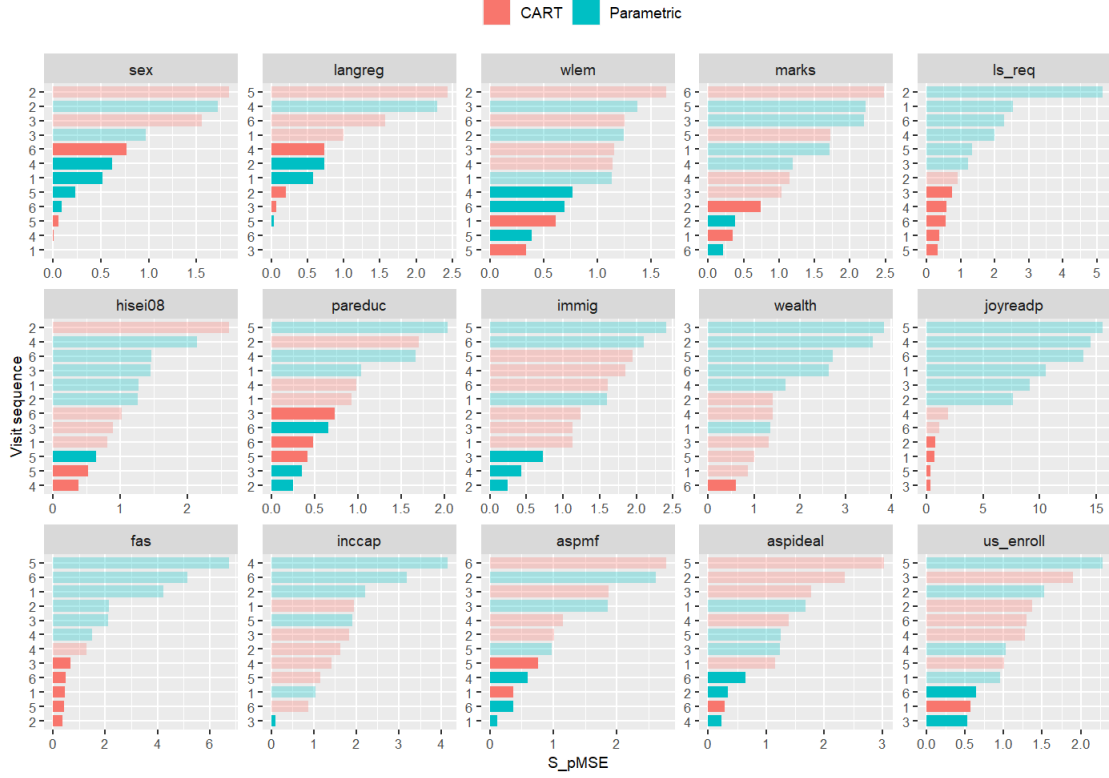 CART Parametric
sex langreg wlem marks ls_req
2 5 2 6 2
2 4 3 5 1
3 6 6 3 6
3 1 2 5 4
6 4 3 1 5
4 2 4 4 3
1 1 1 4 2
5 2 4 3 3
6 3 6 2 4
5 5 1 2 6
4 6 5 1 1
1 3 5 6 5
0.0 0.5 1.0 1.5 0.0 0.5 1.0 1.5 2.0 2.5 0.0 0.5 1.0 1.5 0.0 0.5 1.0 1.5 2.0 2.5 0 1 2 3 4 5
hisei08 pareduc immig wealth joyreadp
2 5 5 3 5
4 2 6 2 4
6 4 5 5 6
3 1 4 6 1
1 4 6 4 3
2 1 1 2 2
6 3 2 4 4
3 6 3 1 6
1 6 1 3 2
5 5 3 5 1
5 3 4 1 5
4 2 2 6 3
0 1 2 0.0 0.5 1.0 1.5 2.0 0.0 0.5 1.0 1.5 2.0 2.5 0 1 2 3 4 0 5 10 15
Visit sequence
fas inccap aspmf aspideal us_enroll
5 4 6 5 5
6 6 2 2 3
1 2 3 3 2
2 1 3 1 2
3 5 4 4 6
4 3 2 5 4
4 2 5 3 4
3 4 5 1 5
6 5 4 6 1
1 1 1 2 6
5 6 6 6 1
2 3 1 4 3
0 2 4 6 0 1 2 3 4 0 1 2 0 1 2 3 0.0 0.5 1.0 1.5 2.0
S_pMSE